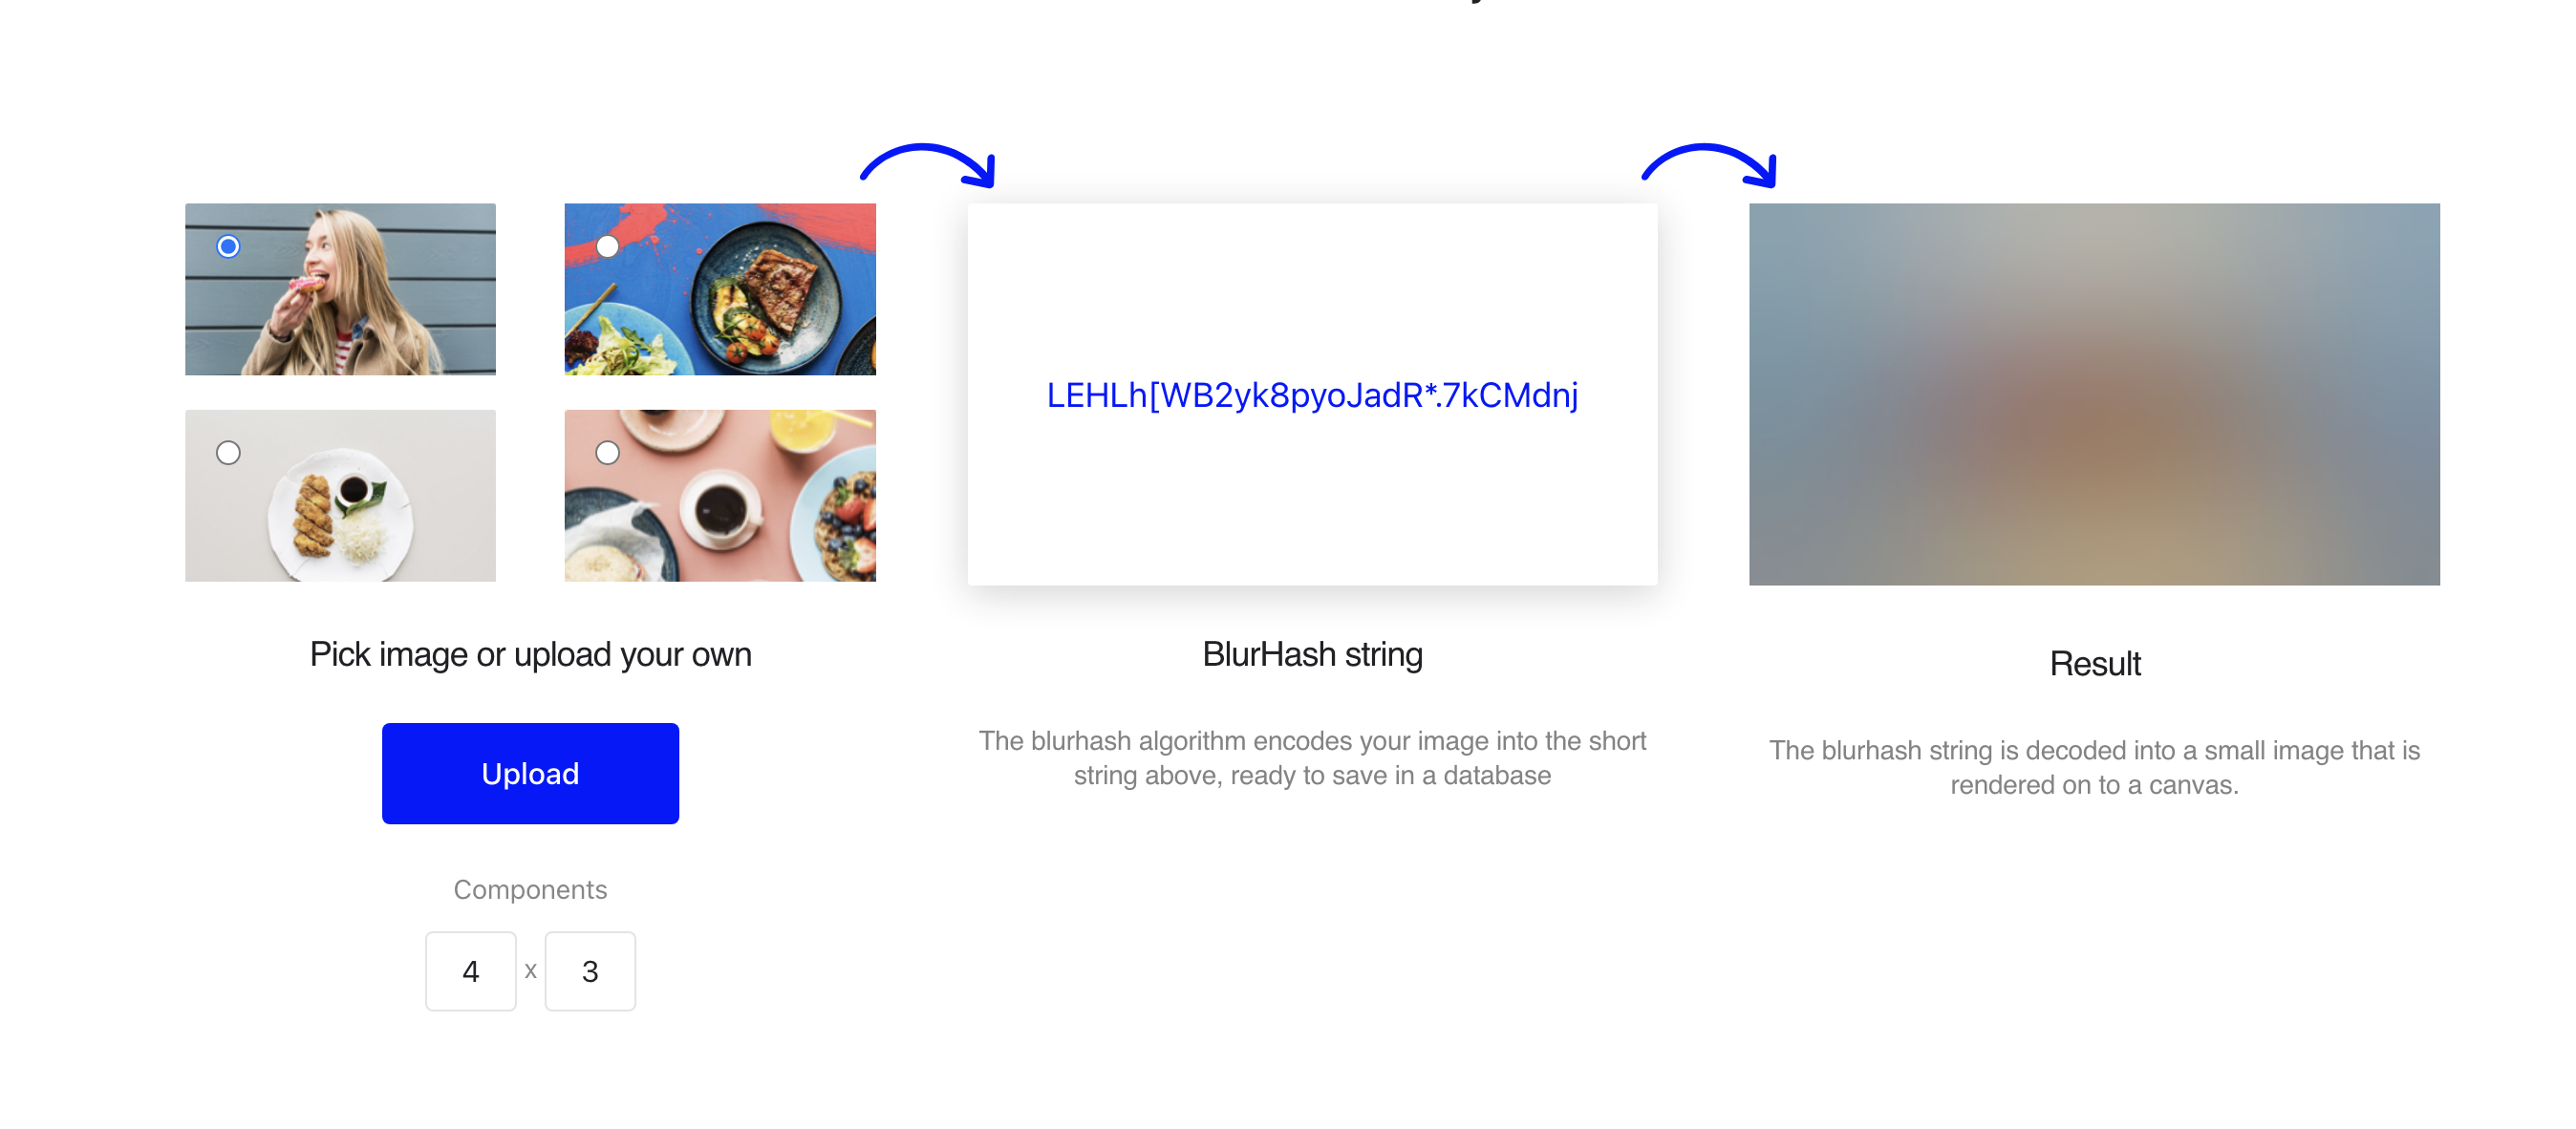 LEHLh[WB2yk8pyoJadR*.7kCMdnj
Pick image or upload your own
BlurHash string
Result
Upload
The blurhash algorithm encodes your image into the short
string above, ready to save in a database
The blurhash string is decoded into a small image that is
rendered on to a canvas.
Components
4 x 3